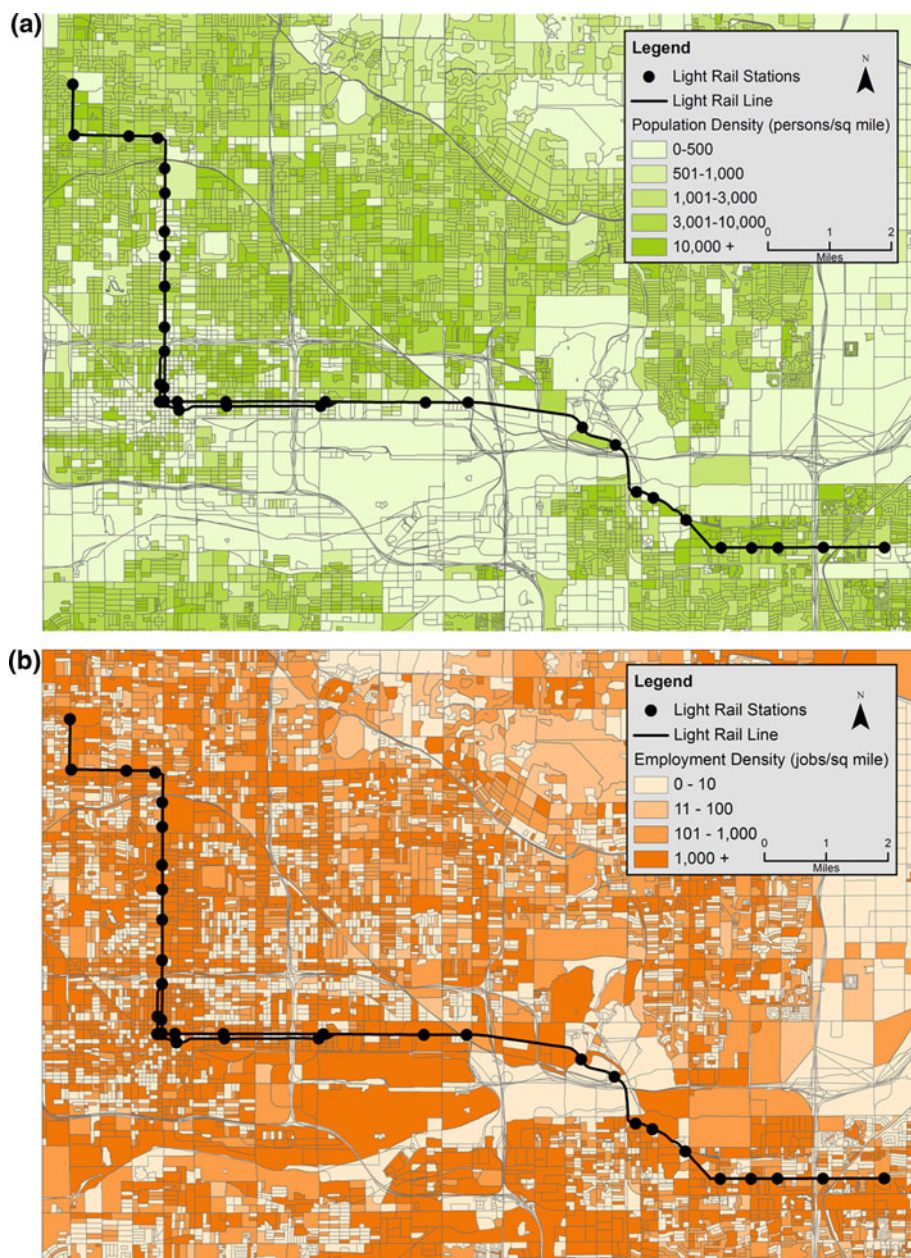 (a)
Legend
N
Light Rail Stations
Light Rail Line
Population Density (persons/sq mile)
0-500
501-1,000
1,001-3,000
3,001-10,000
10,000 +
0 1 2
Miles
(b)
Legend
N
Light Rail Stations
Light Rail Line
Employment Density (jobs/sq mile)
0 - 10
11 - 100
101 - 1,000
1,000 +
0 1 2
Miles